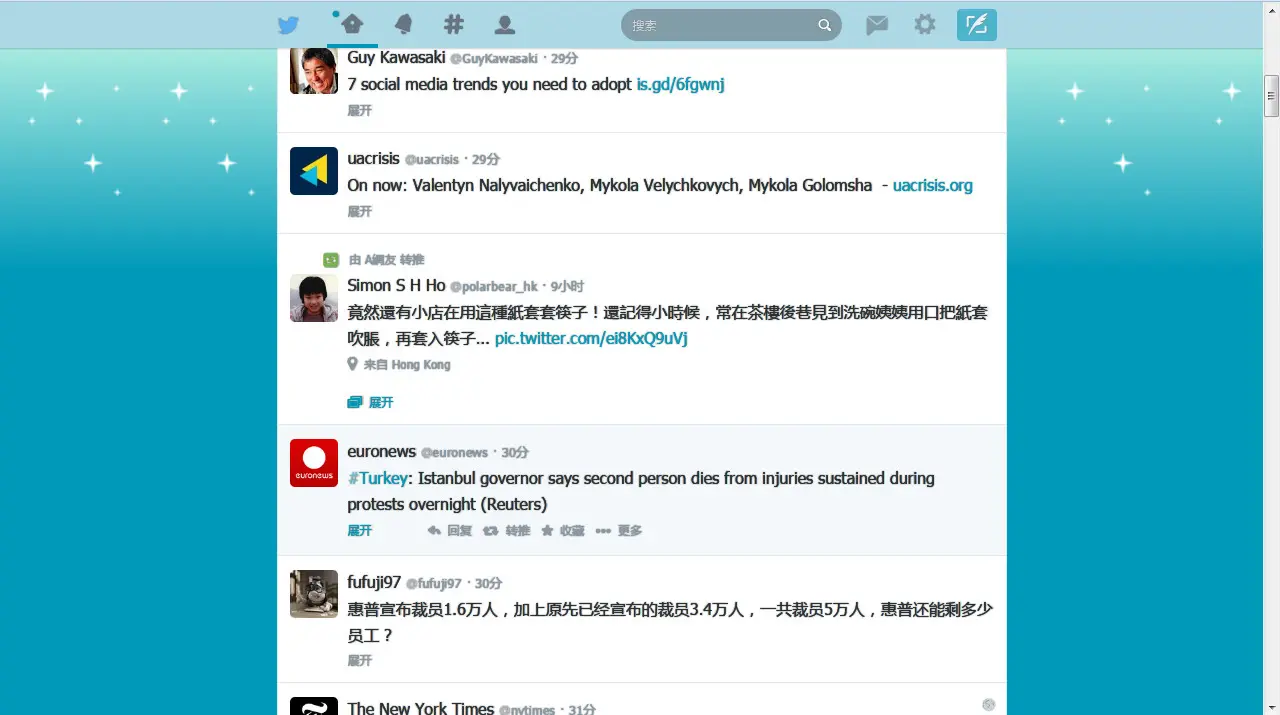 搜索
Guy Kawasaki @GuyKawasaki · 29分
7 social media trends you need to adopt is.gd/6fgwnj
展开
uacrisis @uacrisis · 29分
On now: Valentyn Nalyvaichenko, Mykola Velychkovych, Mykola Golomsha - uacrisis.org
展开
由 A網友 转推
Simon S H Ho @polarbear_hk · 9小时
竟然還有小店在用這種紙套套筷子！還記得小時候，常在茶樓後巷見到洗碗姨姨用口把紙套
吹脹，再套入筷子... pic.twitter.com/ei8KxQ9uVj
来自 Hong Kong
展开
euronews
euronews @euronews · 30分
#Turkey: Istanbul governor says second person dies from injuries sustained during
protests overnight (Reuters)
展开 回复 转推 收藏 更多
fufuji97 @fufuji97 · 30分
惠普宣布裁员1.6万人，加上原先已经宣布的裁员3.4万人，一共裁员5万人，惠普还能剩多少
员工？
展开
The New York Times @nytimes · 31分